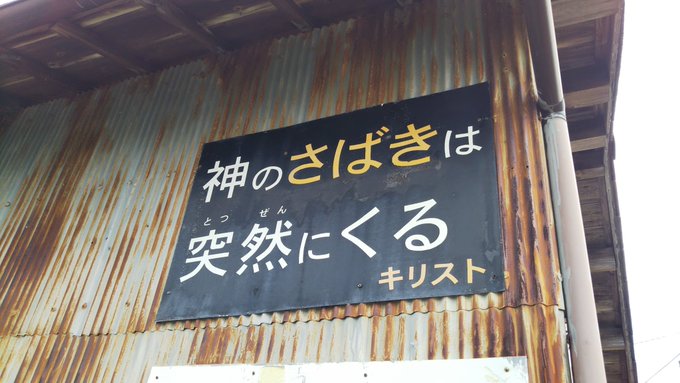 神のさばきは
とつ ぜん
突然にくる
キリスト